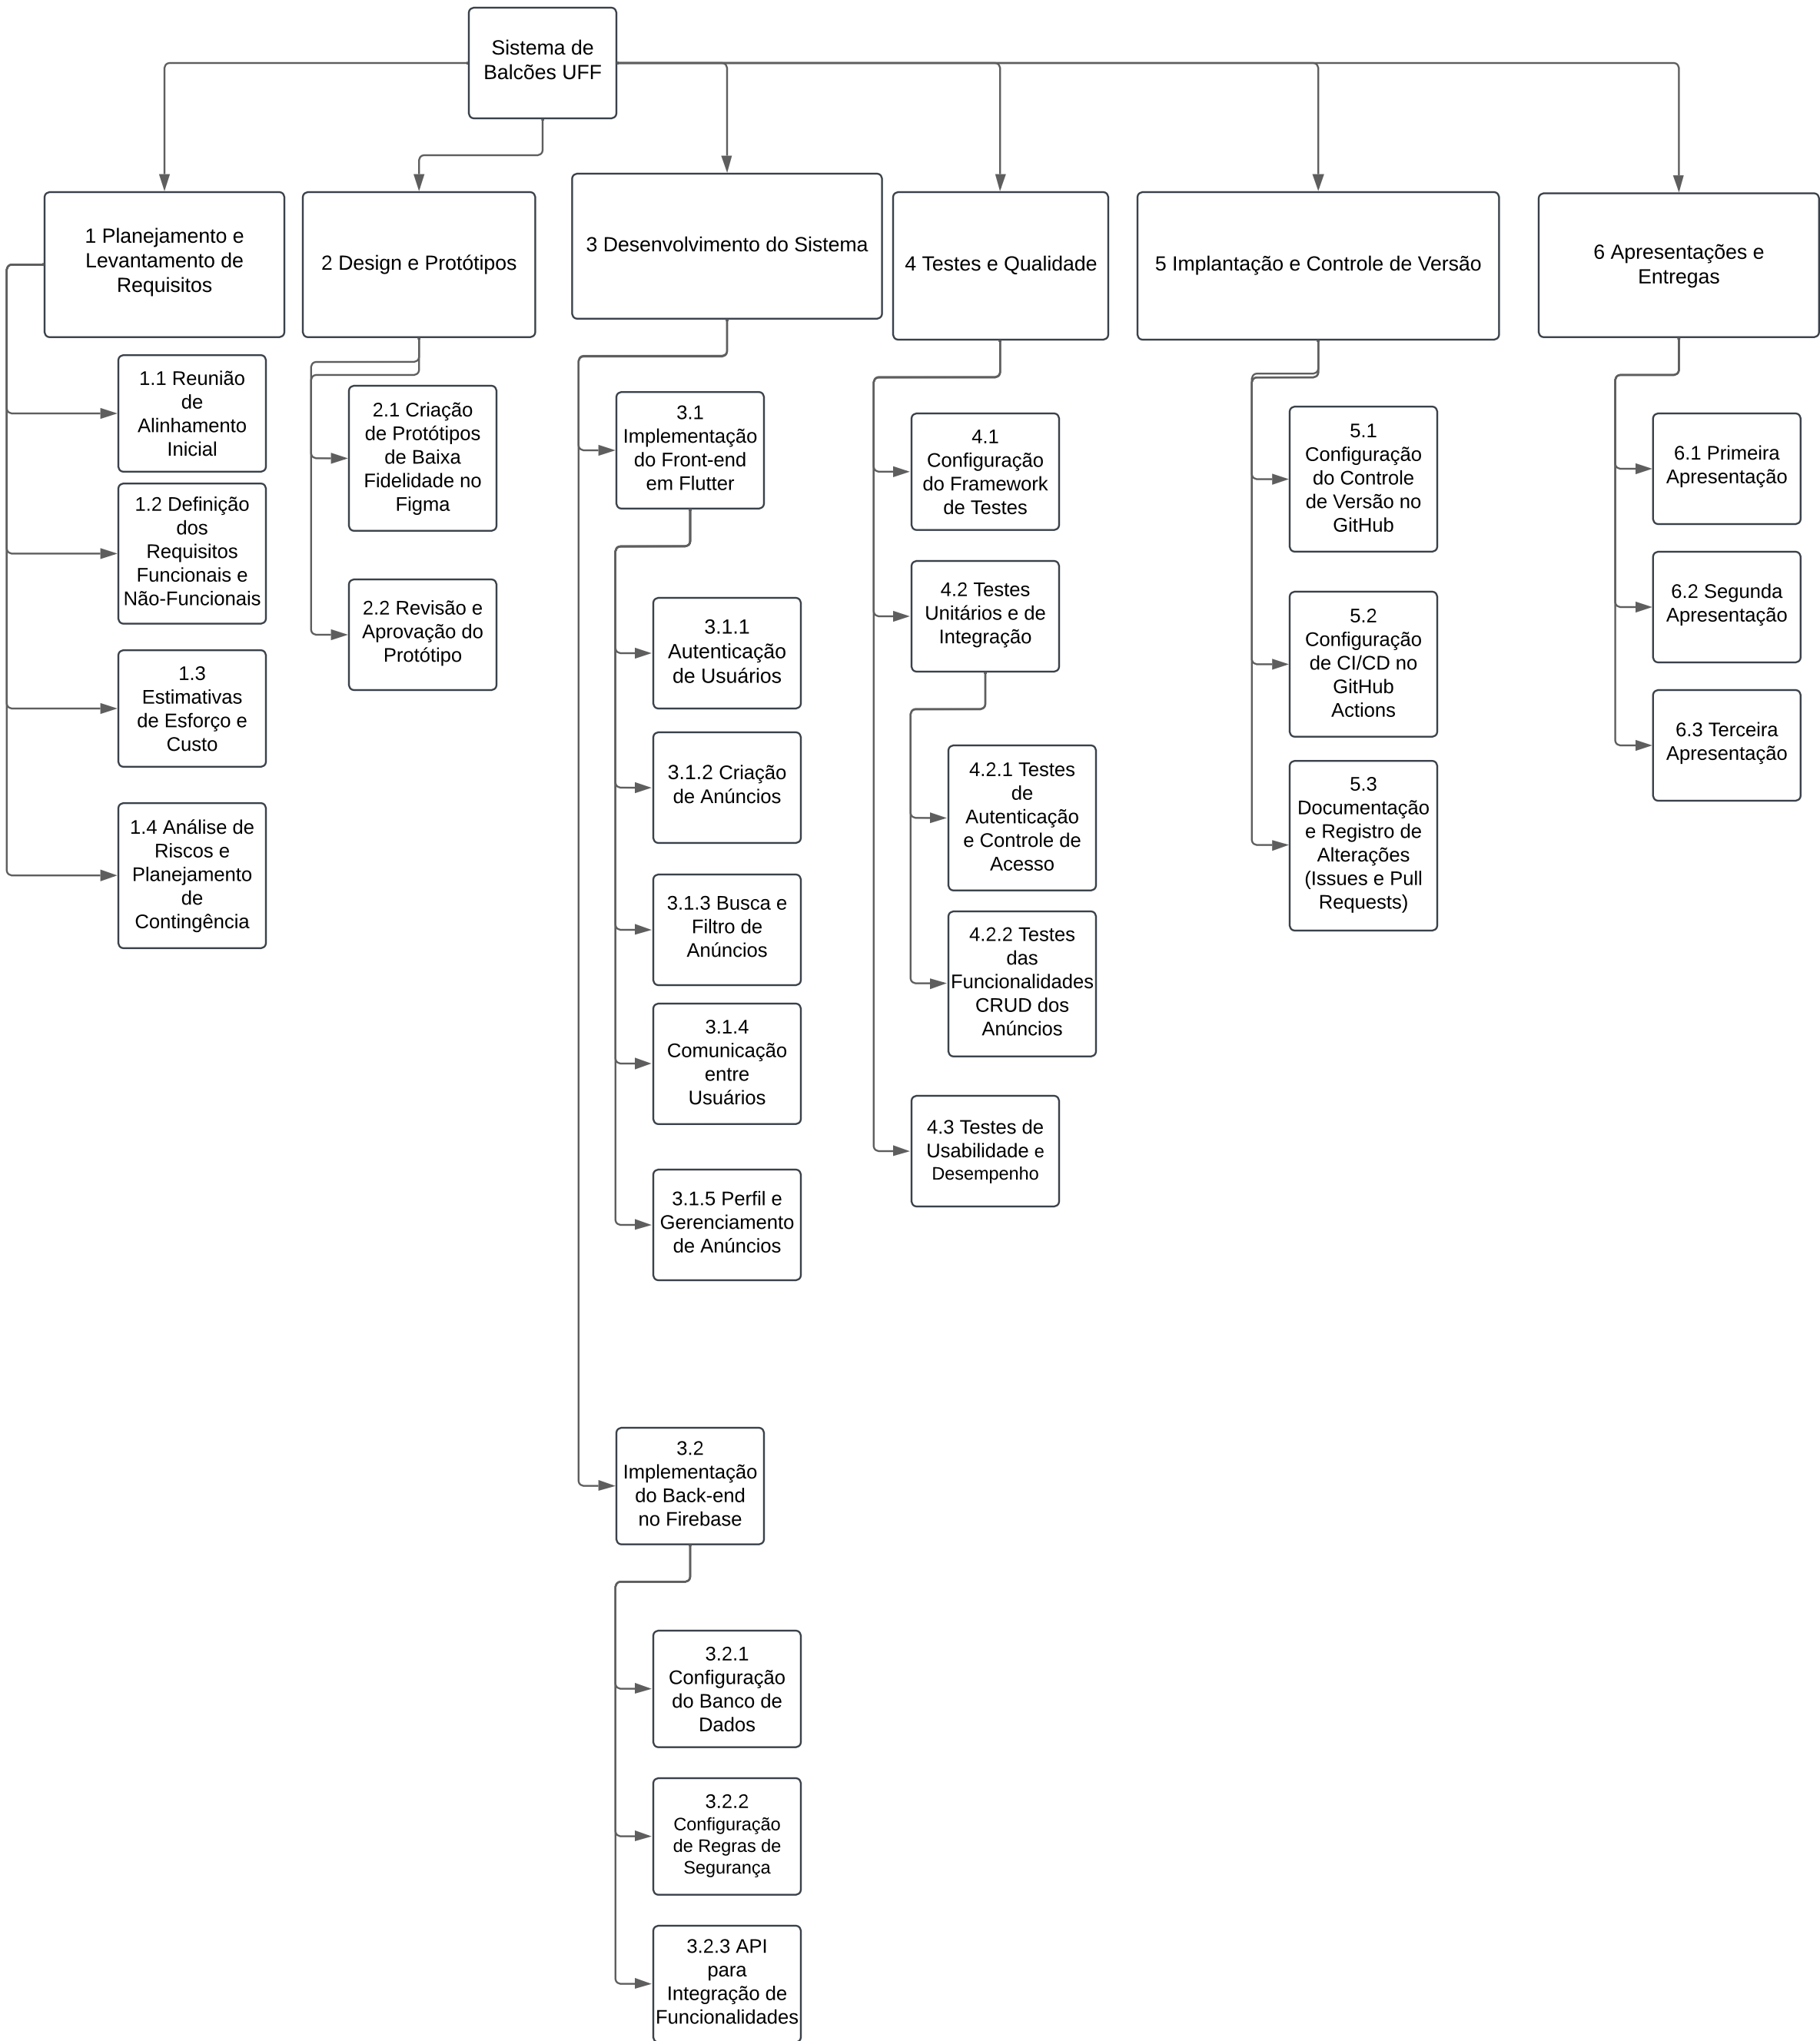 Sistema de
Balcões UFF
1 Planejamento e
Levantamento de
Requisitos
2 Design e Protótipos
3 Desenvolvimento do Sistema
4 Testes e Qualidade
5 Implantação e Controle de Versão
6 Apresentações e
Entregas
1.1 Reunião
de
Alinhamento
Inicial
1.2 Definição
dos
Requisitos
Funcionais e
Não-Funcionais
1.3
Estimativas
de Esforço e
Custo
1.4 Análise de
Riscos e
Planejamento
de
Contingência
2.1 Criação
de Protótipos
de Baixa
Fidelidade no
Figma
2.2 Revisão e
Aprovação do
Protótipo
3.1
Implementação
do Front-end
em Flutter
3.1.1
Autenticação
de Usuários
3.1.2 Criação
de Anúncios
3.1.3 Busca e
Filtro de
Anúncios
3.1.4
Comunicação
entre
Usuários
3.1.5 Perfil e
Gerenciamento
de Anúncios
3.2
Implementação
do Back-end
no Firebase
3.2.1
Configuração
do Banco de
Dados
3.2.2
Configuração
de Regras de
Segurança
3.2.3 API
para
Integração de
Funcionalidades
4.1
Configuração
do Framework
de Testes
4.2 Testes
Unitários e de
Integração
4.2.1 Testes
de
Autenticação
e Controle de
Acesso
4.2.2 Testes
das
Funcionalidades
CRUD dos
Anúncios
4.3 Testes de
Usabilidade e
Desempenho
5.1
Configuração
do Controle
de Versão no
GitHub
5.2
Configuração
de CI/CD no
GitHub
Actions
5.3
Documentação
e Registro de
Alterações
(Issues e Pull
Requests)
6.1 Primeira
Apresentação
6.2 Segunda
Apresentação
6.3 Terceira
Apresentação